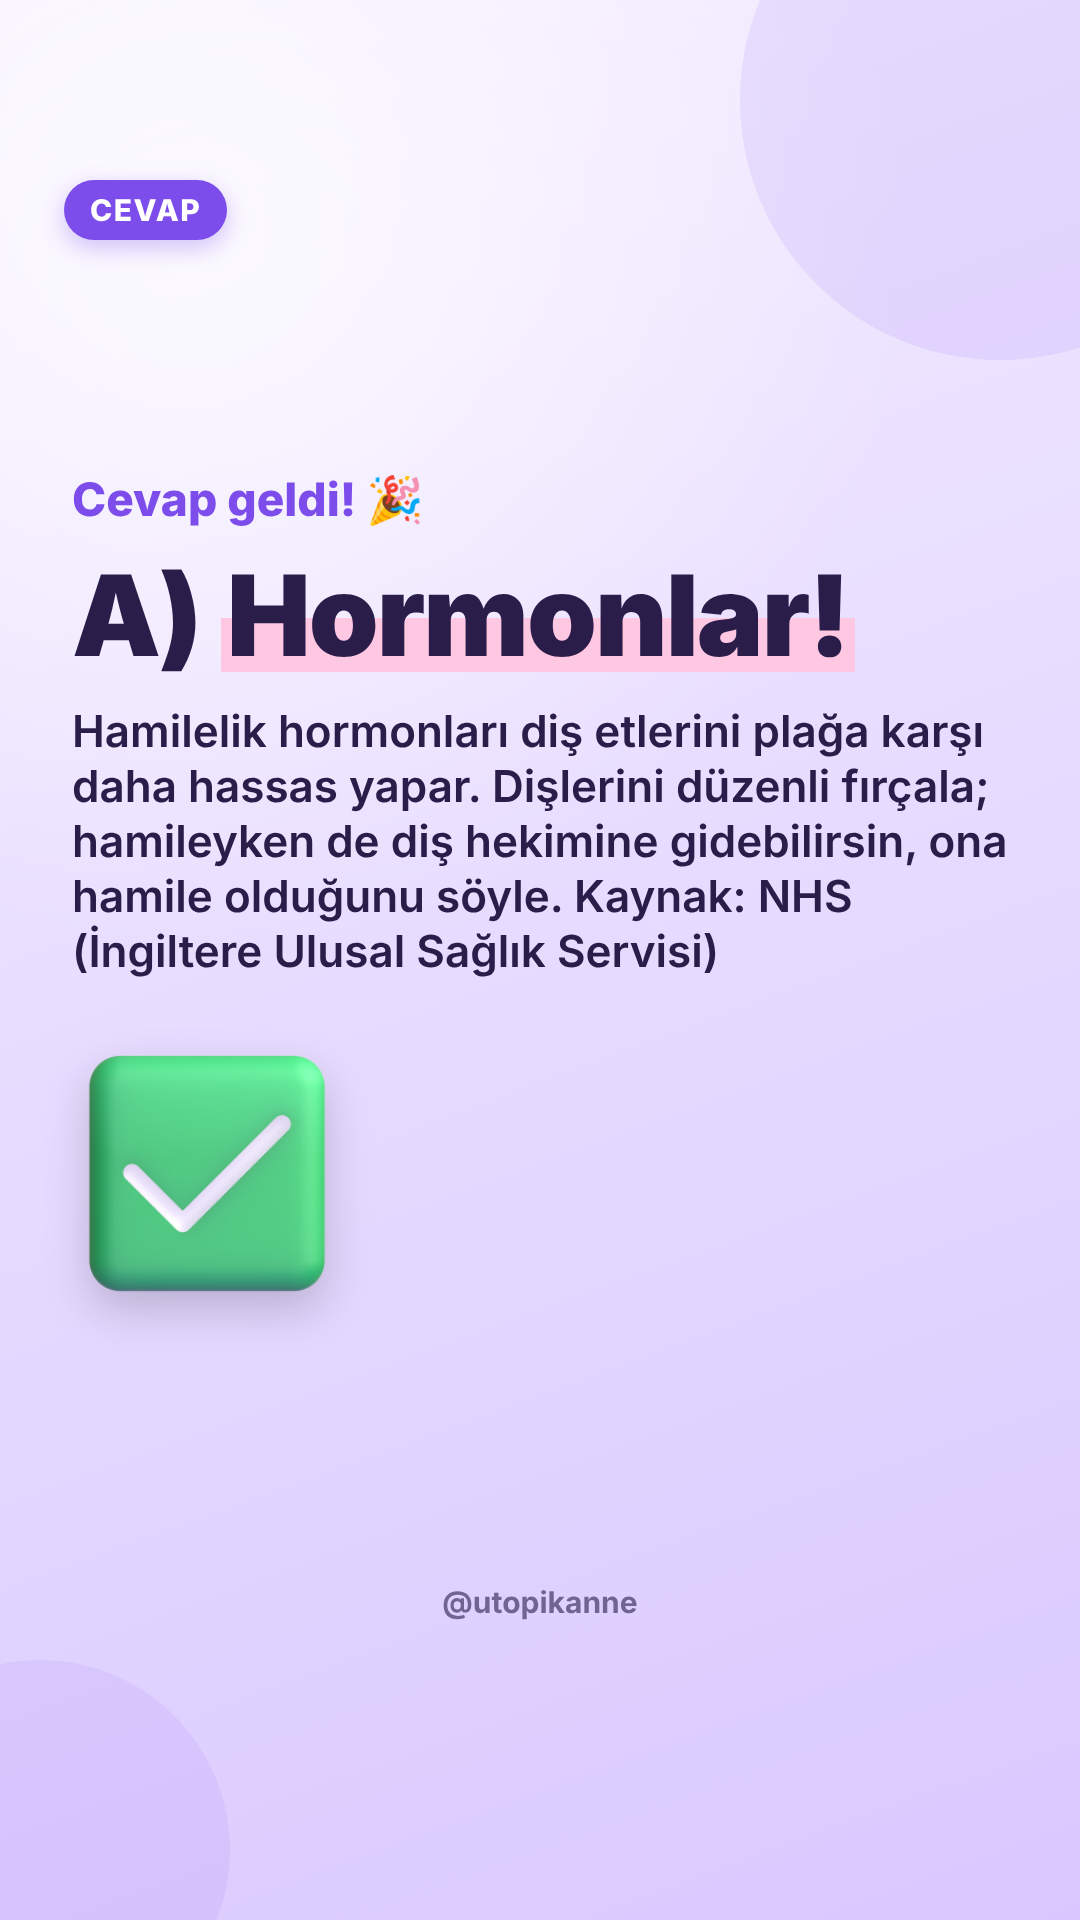 CEVAP
Cevap geldi! 🎉
A) Hormonlar!
Hamilelik hormonları diş etlerini plağa karşı
daha hassas yapar. Dişlerini düzenli fırçala;
hamileyken de diş hekimine gidebilirsin, ona
hamile olduğunu söyle. Kaynak: NHS
(İngiltere Ulusal Sağlık Servisi)
@utopikanne